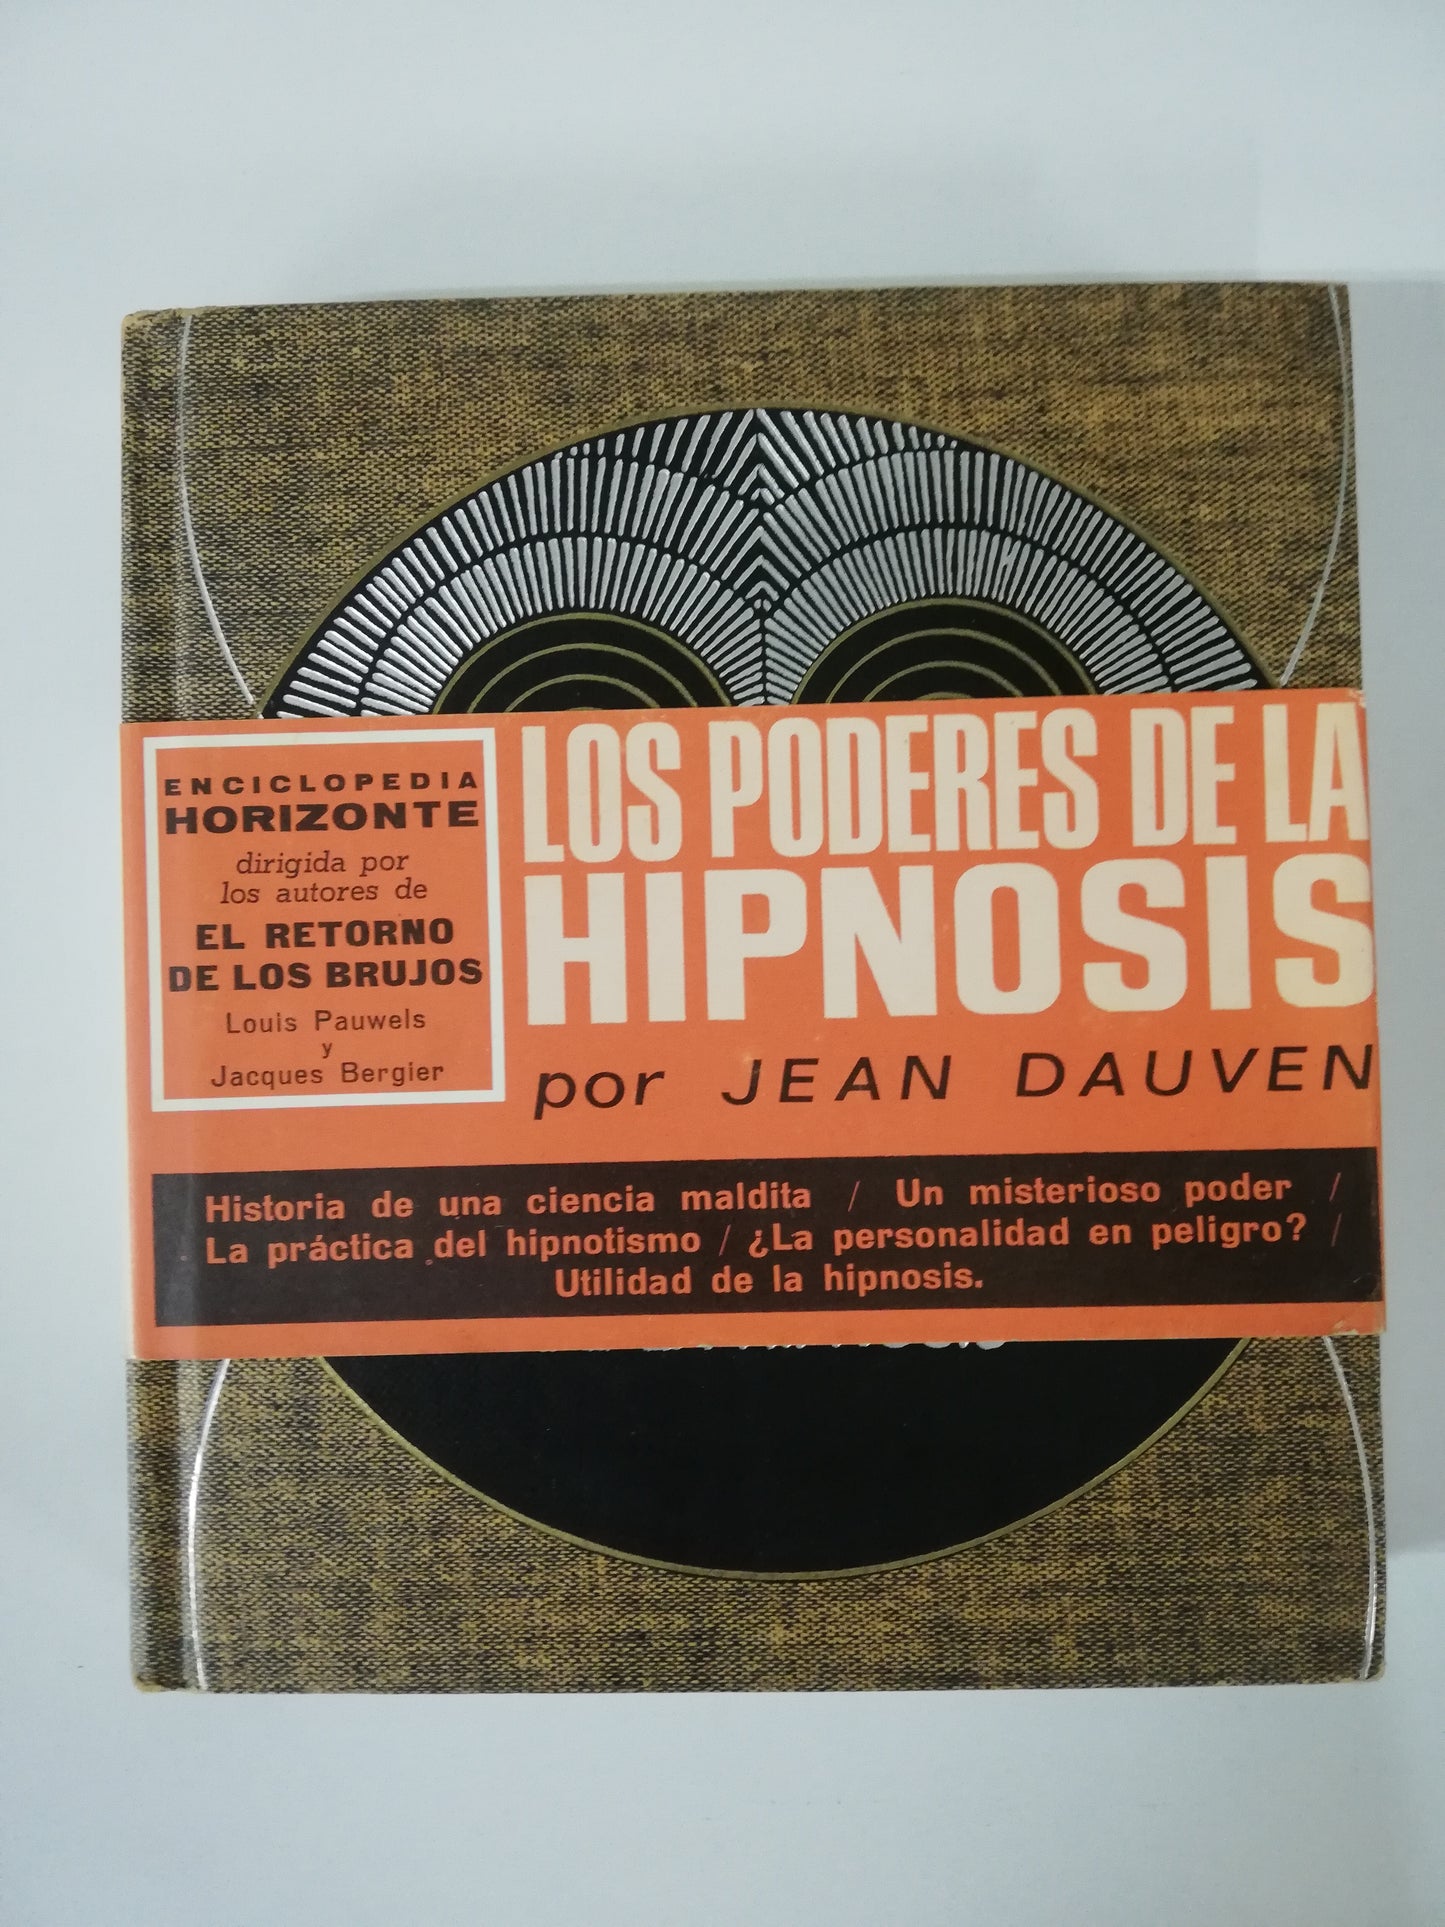 ENCICLOPEDIA
HORIZONTE
dirigida por
los autores de
EL RETORNO
DE LOS BRUJOS
Louis Pauwels
y
Jacques Bergier
LOS PODERES DE LA
HIPNOSIS
por JEAN DAUVEN
Historia de una ciencia maldita / Un misterioso poder /
La práctica del hipnotismo / ¿La personalidad en peligro? /
Utilidad de la hipnosis.